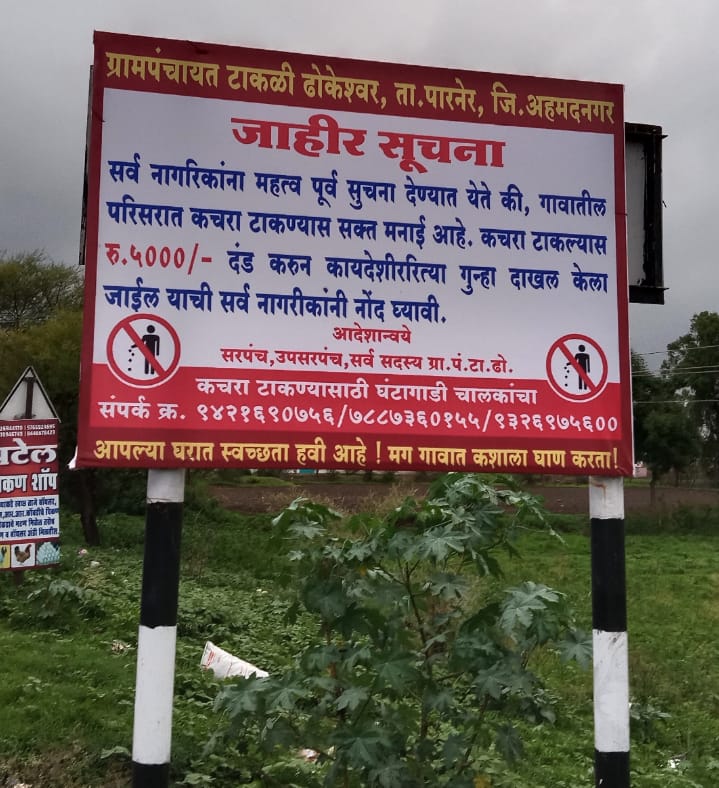 ग्रामपंचायत टाकळी ढोकेश्वर, ता.पारनेर, जि.अहमदनगर
जाहीर सूचना
सर्व नागरिकांना महत्व पूर्व सुचना देण्यात येते की, गावातील
परिसरात कचरा टाकण्यास सक्त मनाई आहे. कचरा टाकल्यास
रु.५०००/- दंड करुन कायदेशीररित्या गुन्हा दाखल केला
जाईल याची सर्व नागरीकांनी नोंद घ्यावी.
आदेशान्वये
सरपंच,उपसरपंच,सर्व सदस्य ग्रा.पं.टा.ढो.
कचरा टाकण्यासाठी घंटागाडी चालकांचा
संपर्क क्र. ९४२१६९०७५६/७८८७३६०१५५/९३२६९७५६००
आपल्या घरात स्वच्छता हवी आहे ! मग गावात कशाला घाण करता!
टेल
शॉप